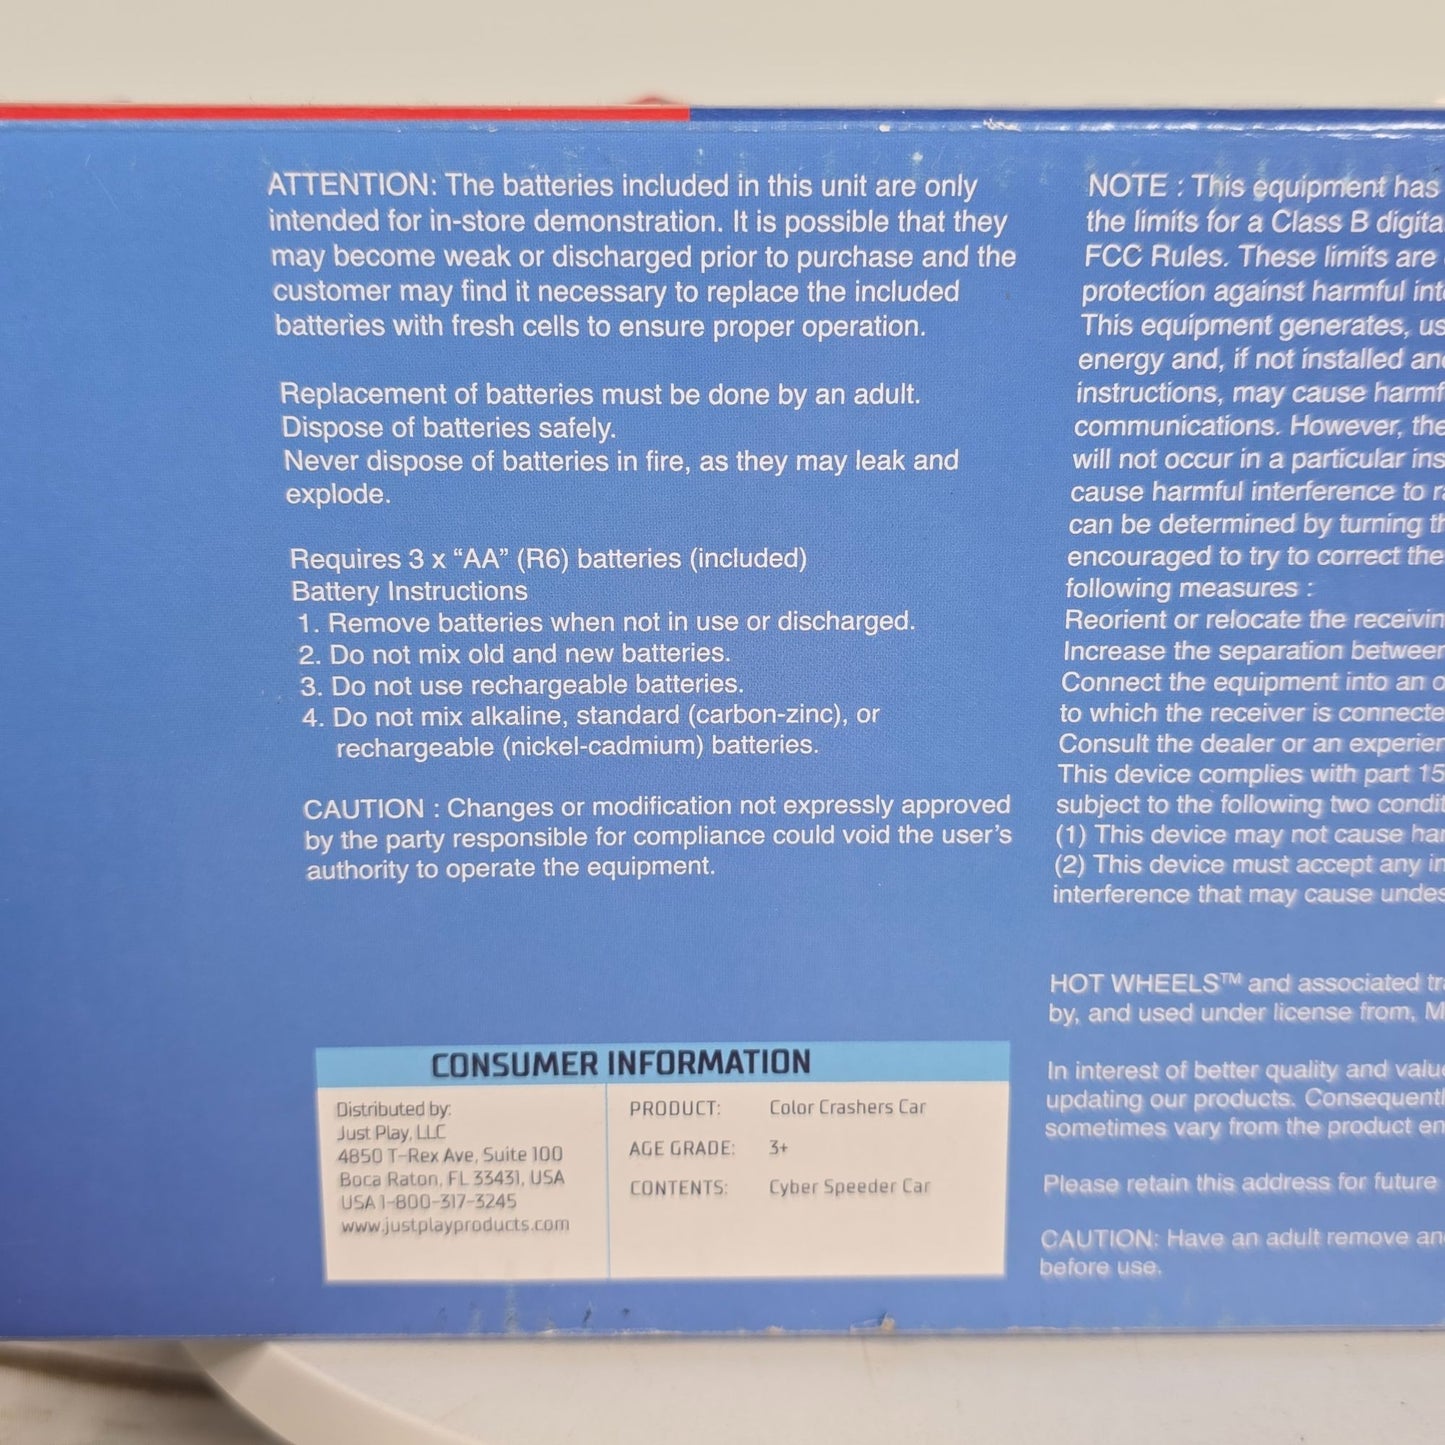 ATTENTION: The batteries included in this unit are only
intended for in-store demonstration. It is possible that they
may become weak or discharged prior to purchase and the
customer may find it necessary to replace the included
batteries with fresh cells to ensure proper operation.
Replacement of batteries must be done by an adult.
Dispose of batteries safely.
Never dispose of batteries in fire, as they may leak and
explode.
Requires 3 x “AA” (R6) batteries (included)
Battery Instructions
1. Remove batteries when not in use or discharged.
2. Do not mix old and new batteries.
3. Do not use rechargeable batteries.
4. Do not mix alkaline, standard (carbon-zinc), or
rechargeable (nickel-cadmium) batteries.
CAUTION : Changes or modification not expressly approved
by the party responsible for compliance could void the user’s
authority to operate the equipment.
CONSUMER INFORMATION
Distributed by:
Just Play, LLC
4850 T-Rex Ave, Suite 100
Boca Raton, FL 33431, USA
USA 1-800-317-3245
www.justplayproducts.com
PRODUCT: Color Crashers Car
AGE GRADE: 3+
CONTENTS: Cyber Speeder Car
NOTE : This equipment has
the limits for a Class B
FCC Rules. These limits are
protection against harmful
This equipment generates,
energy and, if not installed
instructions, may cause
communications. However,
will not occur in a particular
cause harmful interference to
can be determined by turning
encouraged to try to correct
following measures :
Reorient or relocate the
Increase the separation
Connect the equipment into an
to which the receiver is
Consult the dealer or an
This device complies with part 15
subject to the following two
(1) This device may not cause
(2) This device must accept any
interference that may cause
HOT WHEELS™ and associated
by, and used under license from,
In interest of better quality and
updating our products.
sometimes vary from the product
Please retain this address for future
CAUTION: Have an adult remove
before use.